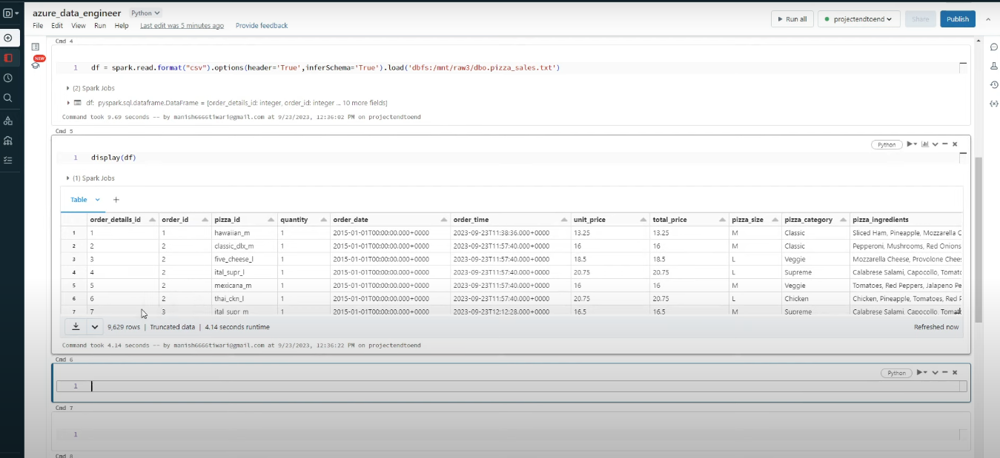 azure_data_engineer Python
File Edit View Run Help Last edit was 5 minutes ago Provide feedback
Run all projectendtoend Share Publish
NEW
Cmd 4
1 df = spark.read.format("csv").options(header='True',inferSchema='True').load('dbfs:/mnt/raw3/dbo.pizza_sales.txt')
(2) Spark Jobs
df: pyspark.sql.dataframe.DataFrame = [order_details_id: integer, order_id: integer ... 10 more fields]
Command took 9.69 seconds -- by manish6666tiwari@gmail.com at 9/23/2023, 12:36:02 PM on projectendtoend
Cmd 5
Python
1 display(df)
(1) Spark Jobs
Table +
order_details_id order_id pizza_id quantity order_date order_time unit_price total_price pizza_size pizza_category pizza_ingredients
1 1 1 hawaiian_m 1 2015-01-01T00:00:00.000+0000 2023-09-23T11:38:36.000+0000 13.25 13.25 M Classic Sliced Ham, Pineapple, Mozzarella C
2 2 2 classic_dlx_m 1 2015-01-01T00:00:00.000+0000 2023-09-23T11:57:40.000+0000 16 16 M Classic Pepperoni, Mushrooms, Red Onions
3 3 2 five_cheese_l 1 2015-01-01T00:00:00.000+0000 2023-09-23T11:57:40.000+0000 18.5 18.5 L Veggie Mozzarella Cheese, Provolone Chee
4 4 2 ital_supr_l 1 2015-01-01T00:00:00.000+0000 2023-09-23T11:57:40.000+0000 20.75 20.75 L Supreme Calabrese Salami, Capocollo, Tomat
5 5 2 mexicana_m 1 2015-01-01T00:00:00.000+0000 2023-09-23T11:57:40.000+0000 16 16 M Veggie Tomatoes, Red Peppers, Jalapeno Pe
6 6 2 thai_ckn_l 1 2015-01-01T00:00:00.000+0000 2023-09-23T11:57:40.000+0000 20.75 20.75 L Chicken Chicken, Pineapple, Tomatoes, Red P
7 7 3 ital_supr_m 1 2015-01-01T00:00:00.000+0000 2023-09-23T12:12:28.000+0000 16.5 16.5 M Supreme Calabrese Salami, Capocollo,
9,629 rows | Truncated data | 4.14 seconds runtime Refreshed now
Command took 4.14 seconds -- by manish6666tiwari@gmail.com at 9/23/2023, 12:36:22 PM on projectendtoend
Cmd 6
Python
1
Cmd 7
1
Cmd 8